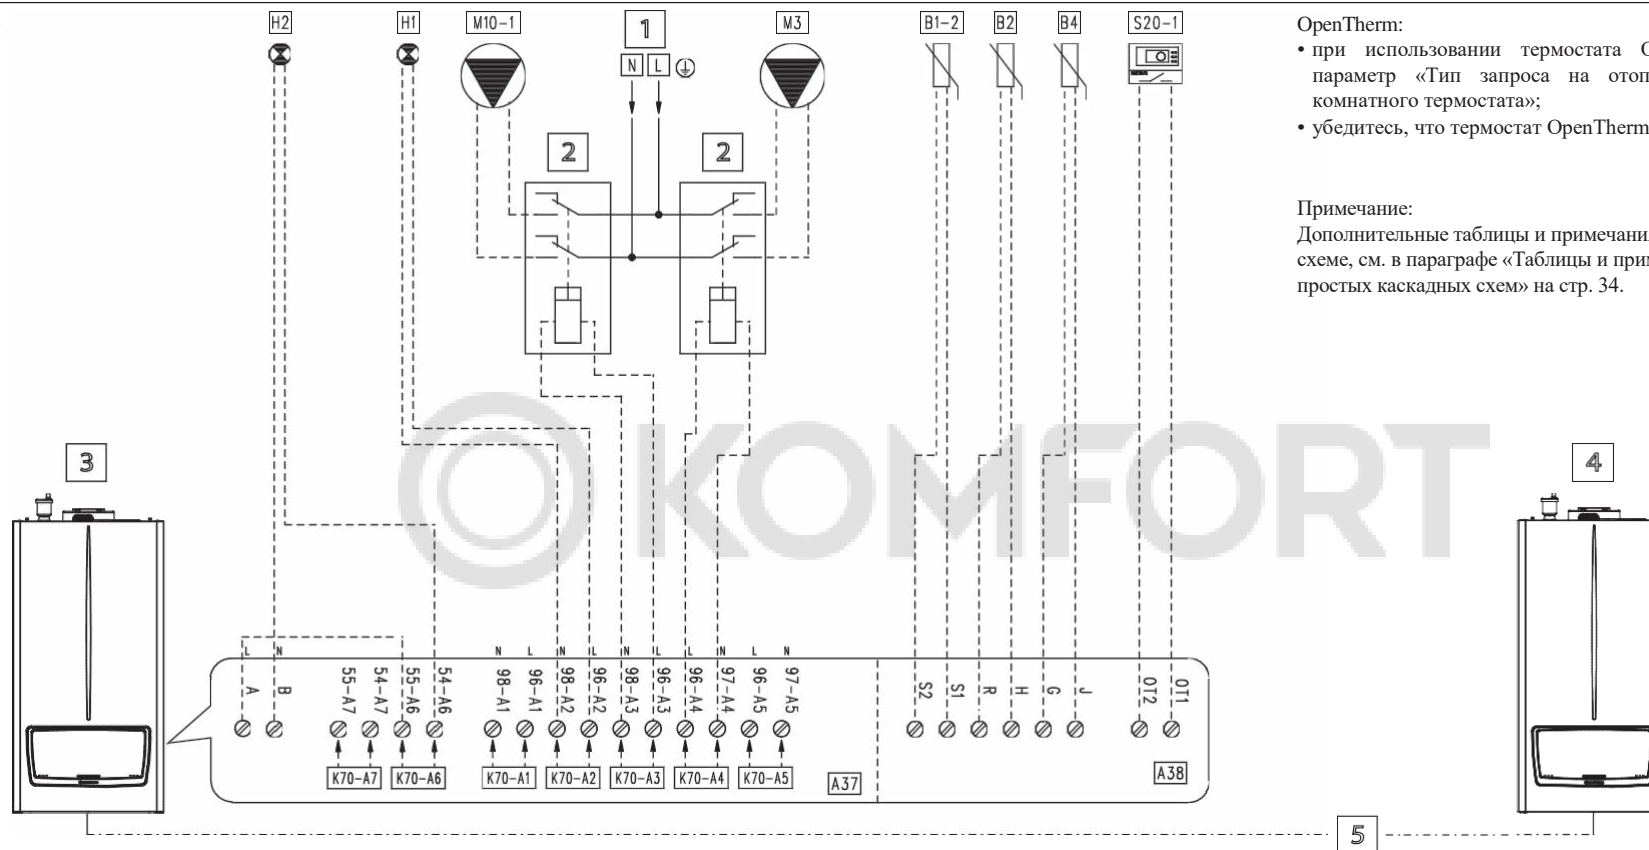 H2 H1 M10-1 1 M3 B1-2 B2 B4 S20-1
N L
2 2
OpenTherm:
• при использовании термостата
параметр «Тип запроса на
комнатного термостата»;
• убедитесь, что термостат OpenTherm
Примечание:
Дополнительные таблицы и
схеме, см. в параграфе «Таблицы и
простых каскадных схем» на стр. 34.
KOMFORT
3 4
L N N L N L N L L N L N
A B 55-A7 54-A7 55-A6 54-A6 98-A1 96-A1 98-A2 96-A2 98-A3 96-A3 96-A4 97-A4 96-A5 97-A5 S2 S1 R H G J OT2 OT1
K70-A7 K70-A6 K70-A1 K70-A2 K70-A3 K70-A4 K70-A5 A37 A38
5